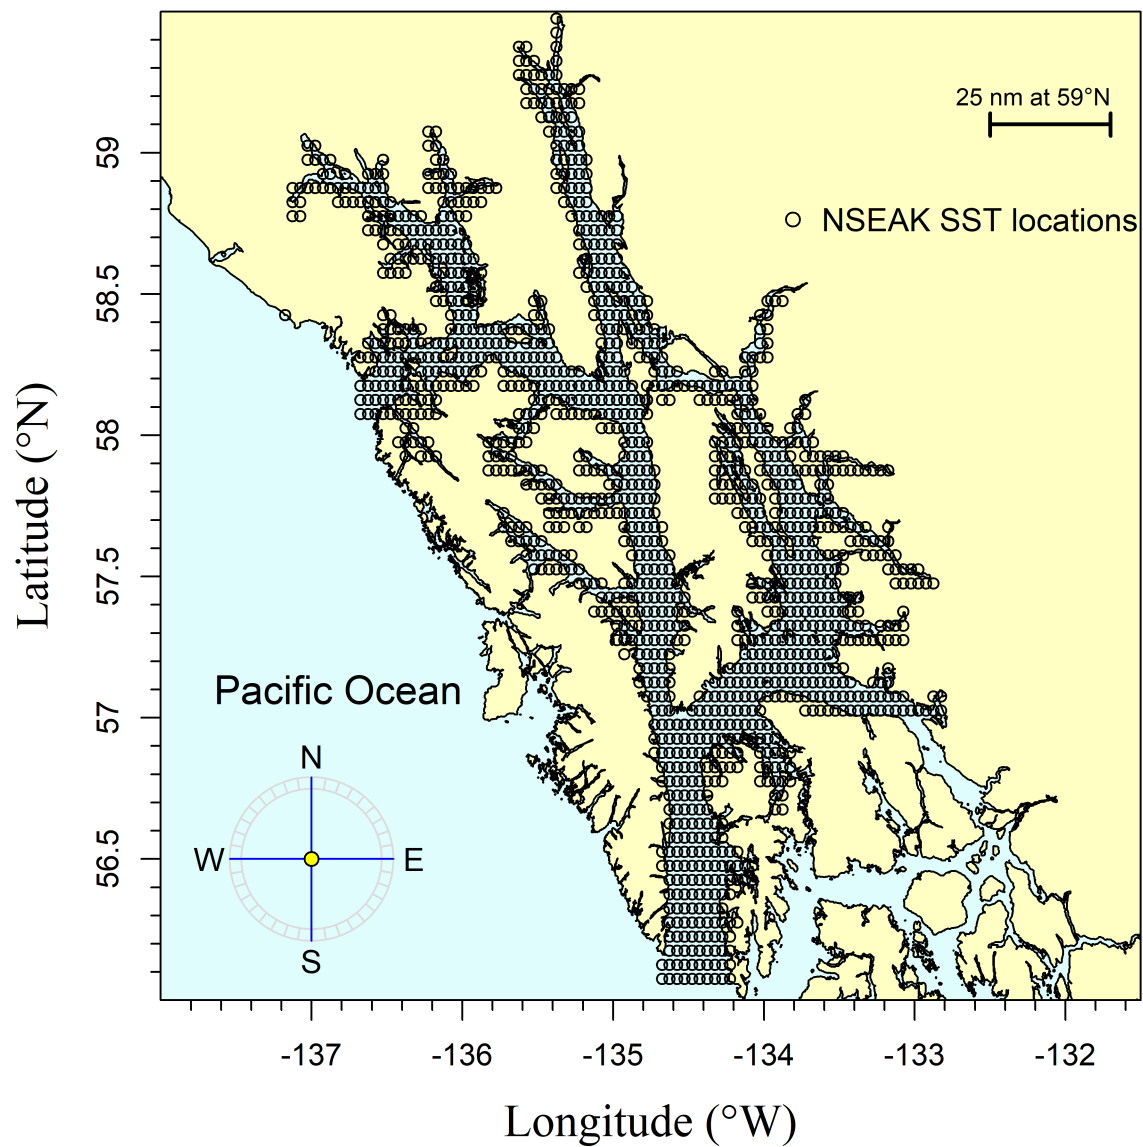 25 nm at 59°N
NSEAK SST locations
59
58.5
58
57.5
57
56.5
Latitude (°N)
Pacific Ocean
N
W
E
S
-137
-136
-135
-134
-133
-132
Longitude (°W)